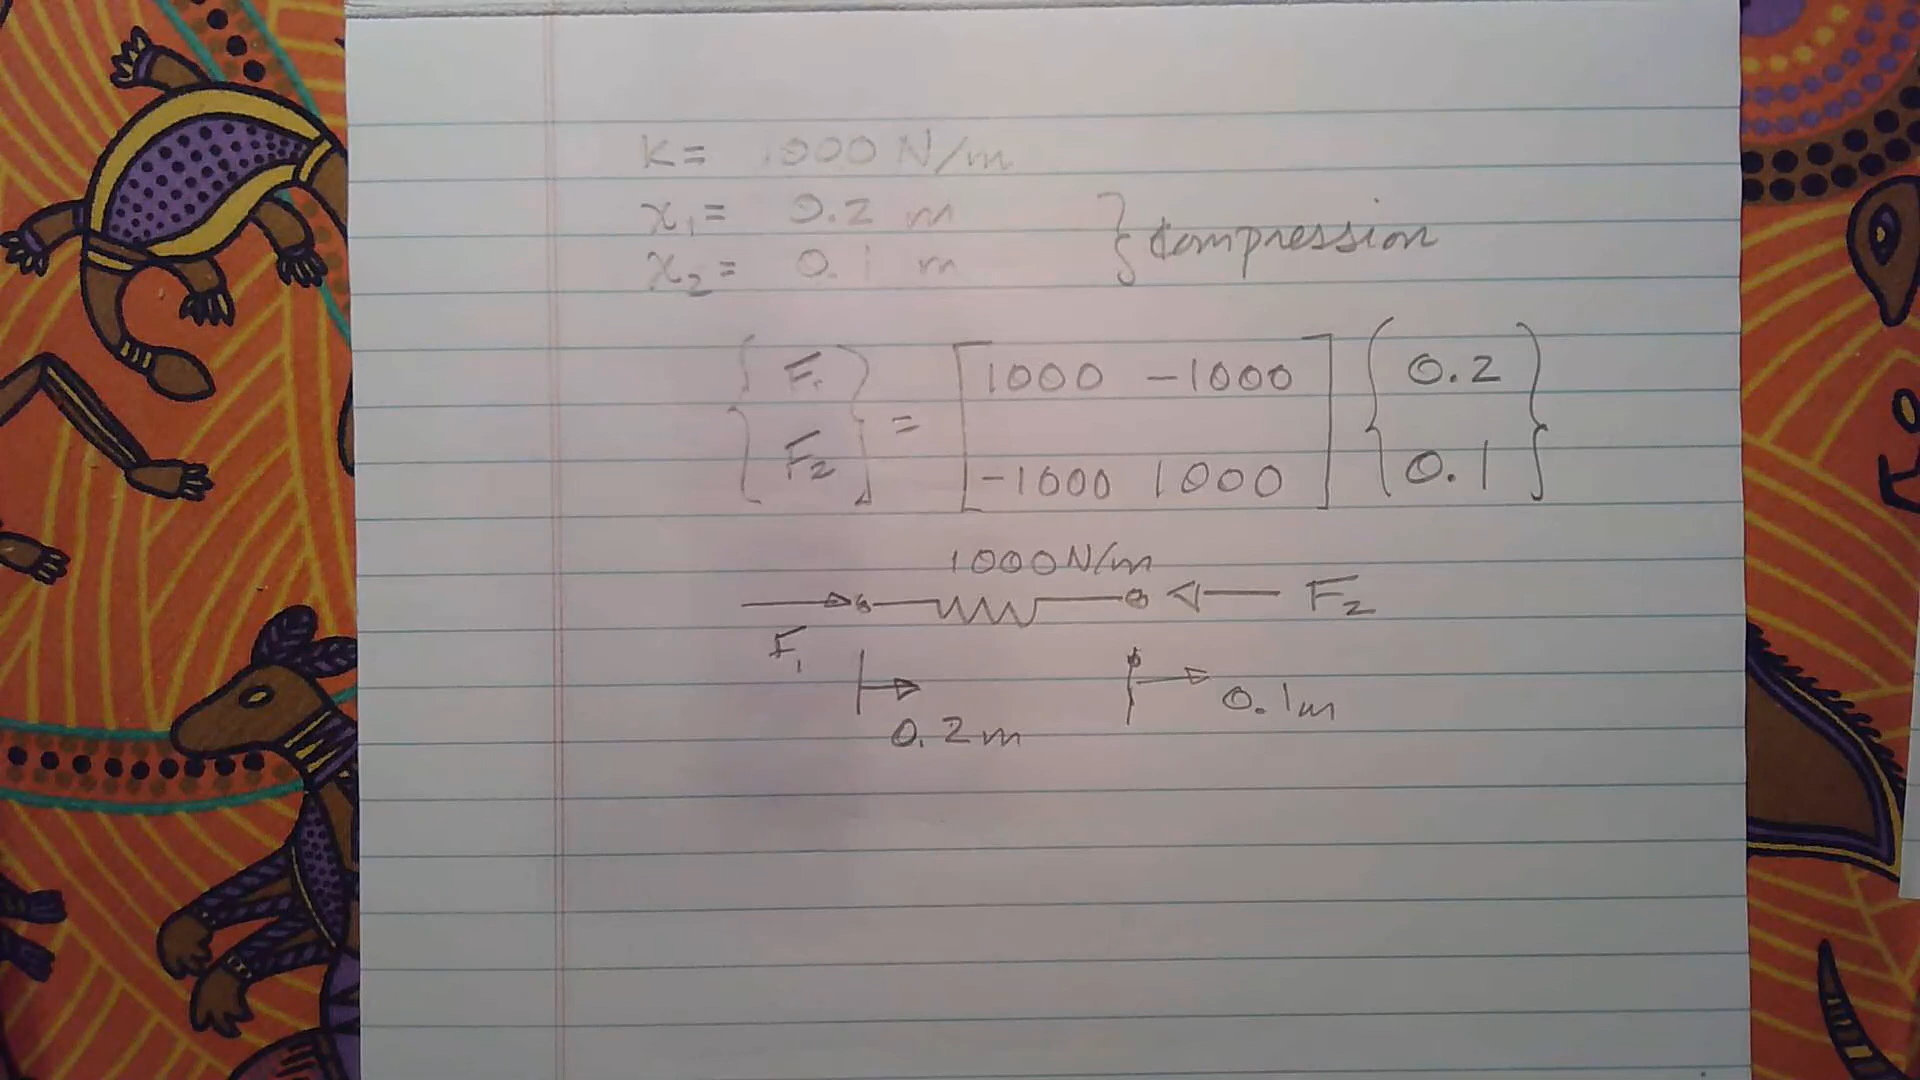 K = 1000 N/m
x₁ = 0.2 m
x₂ = 0.1 m
} compression
{F₁ F₂} = [1000 -1000
-1000 1000] {0.2 0.1}
1000 N/m
F₂
F₁
0.2 m
0.1m